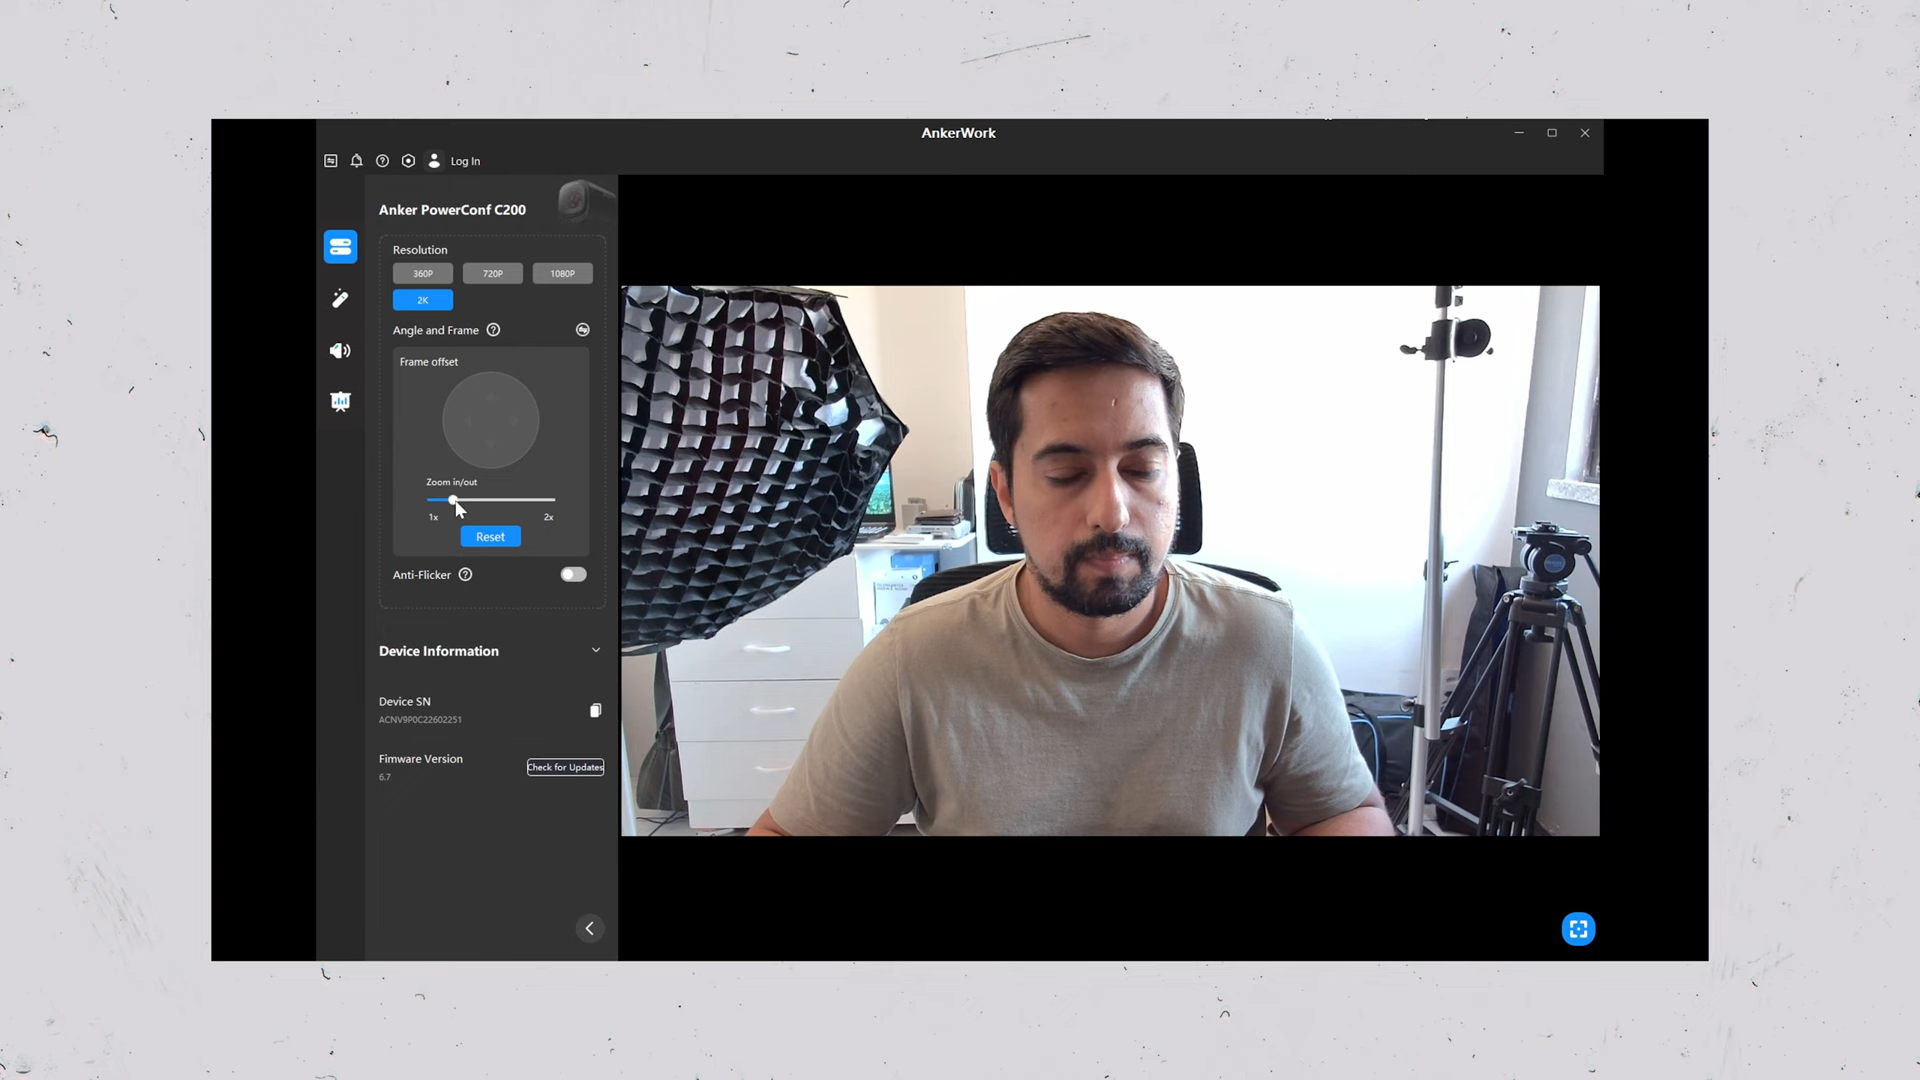 AnkerWork
Log In
Anker PowerConf C200
Resolution
360P 720P 1080P
2K
Angle and Frame
Frame offset
Zoom in/out
1x 2x
Reset
Anti-Flicker
Device Information
Device SN
ACNV9P0C22602251
Fimware Version
Check for Updates
6.7